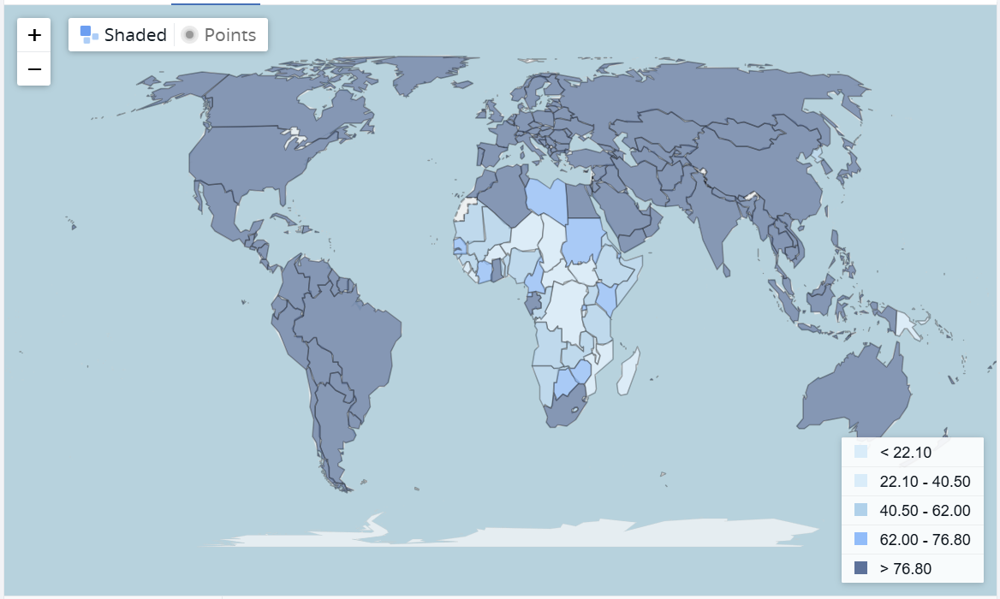 +
Shaded
Points
−
< 22.10
22.10 - 40.50
40.50 - 62.00
62.00 - 76.80
> 76.80